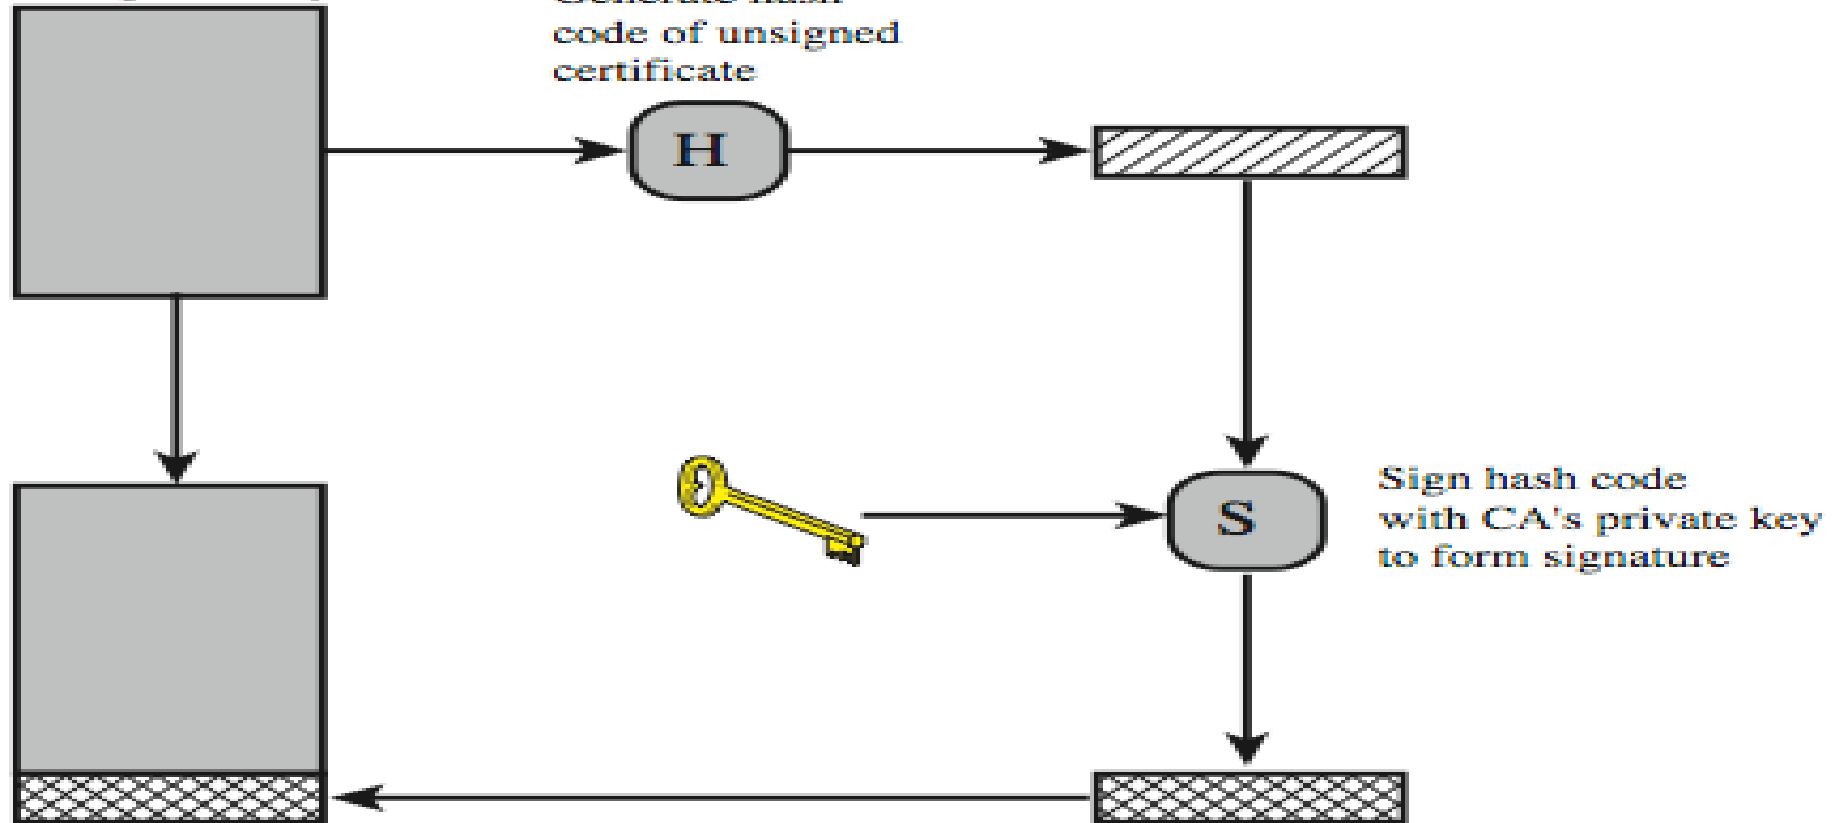 code of unsigned
certificate
H
Sign hash code
with CA's private key
to form signature
S